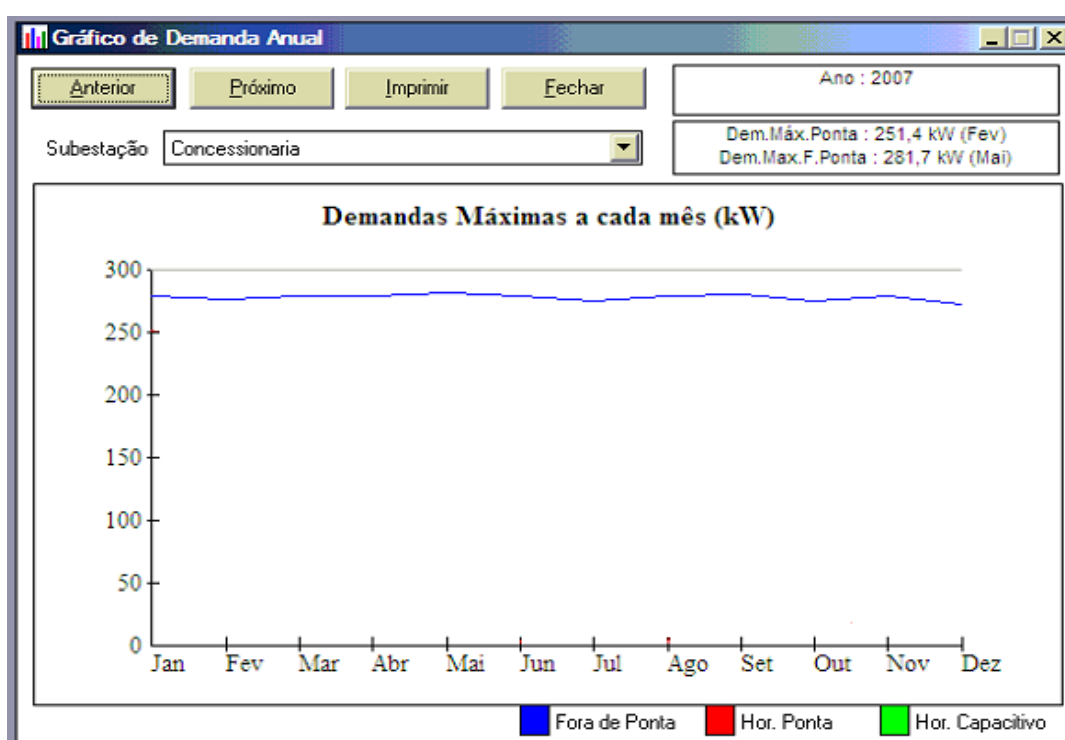 Gráfico de Demanda Anual
Anterior Próximo Imprimir Fechar
Ano : 2007
Subestação Concessionaria
Dem.Máx.Ponta : 251,4 kW (Fev)
Dem.Max.F.Ponta : 281,7 kW (Mai)
Demandas Máximas a cada mês (kW)
300
250
200
150
100
50
0
Jan Fev Mar Abr Mai Jun Jul Ago Set Out Nov Dez
Fora de Ponta Hor. Ponta Hor. Capacitivo